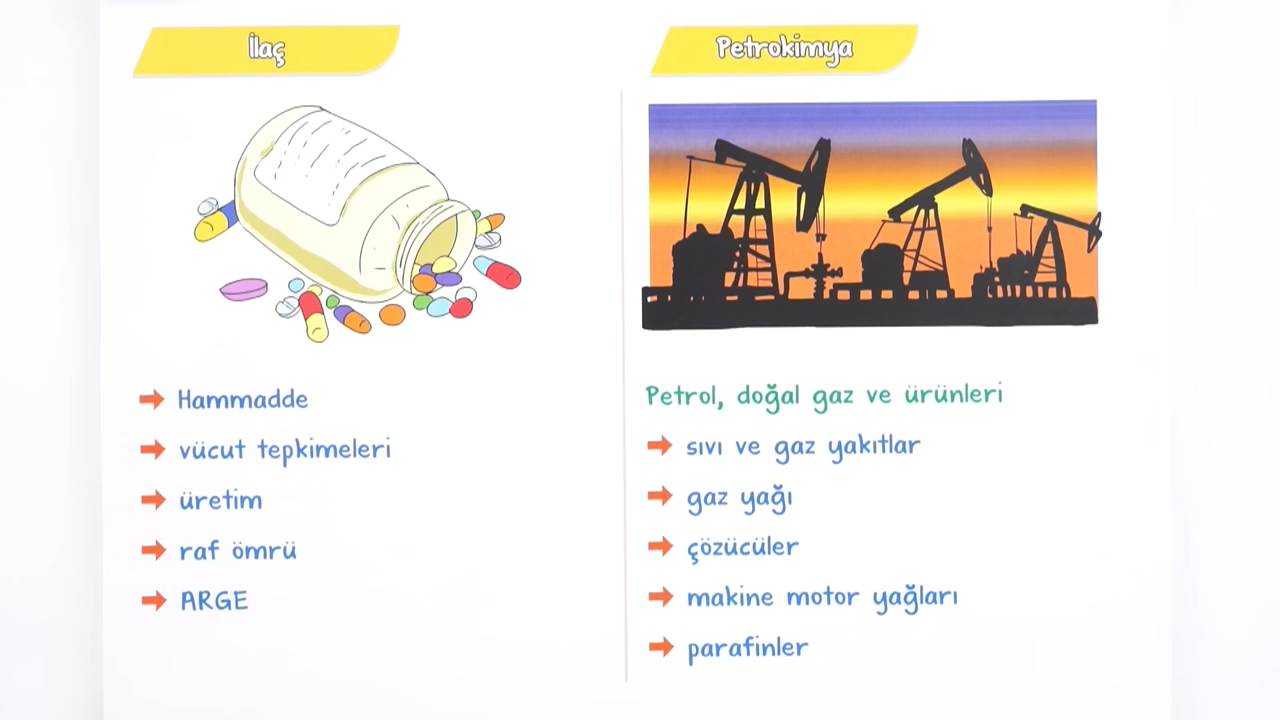 İlaç
Hammadde
vücut tepkimeleri
üretim
raf ömrü
ARGE
Petrokimya
Petrol, doğal gaz ve ürünleri
sıvı ve gaz yakıtlar
gaz yağı
çözücüler
makine motor yağları
parafinler